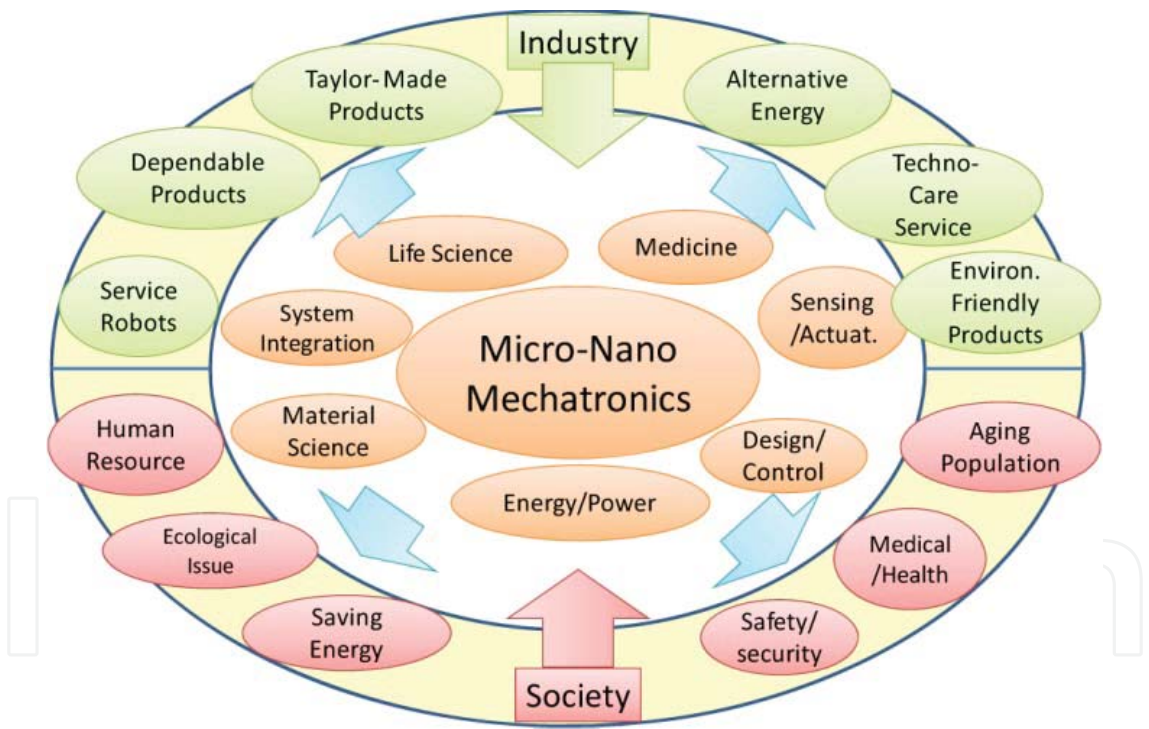 Industry
Taylor-Made
Products
Alternative
Energy
Dependable
Products
Techno-
Care
Service
Life Science
Medicine
Service
Robots
System
Integration
Sensing
/Actuat.
Environ.
Friendly
Products
Micro-Nano
Mechatronics
Human
Resource
Material
Science
Design/
Control
Aging
Population
Energy/Power
Ecological
Issue
Medical
/Health
Saving
Energy
Safety/
security
Society